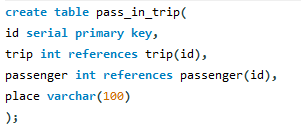 create table pass_in_trip(
id serial primary key,
trip int references trip(id),
passenger int references passenger(id),
place varchar(100)
);